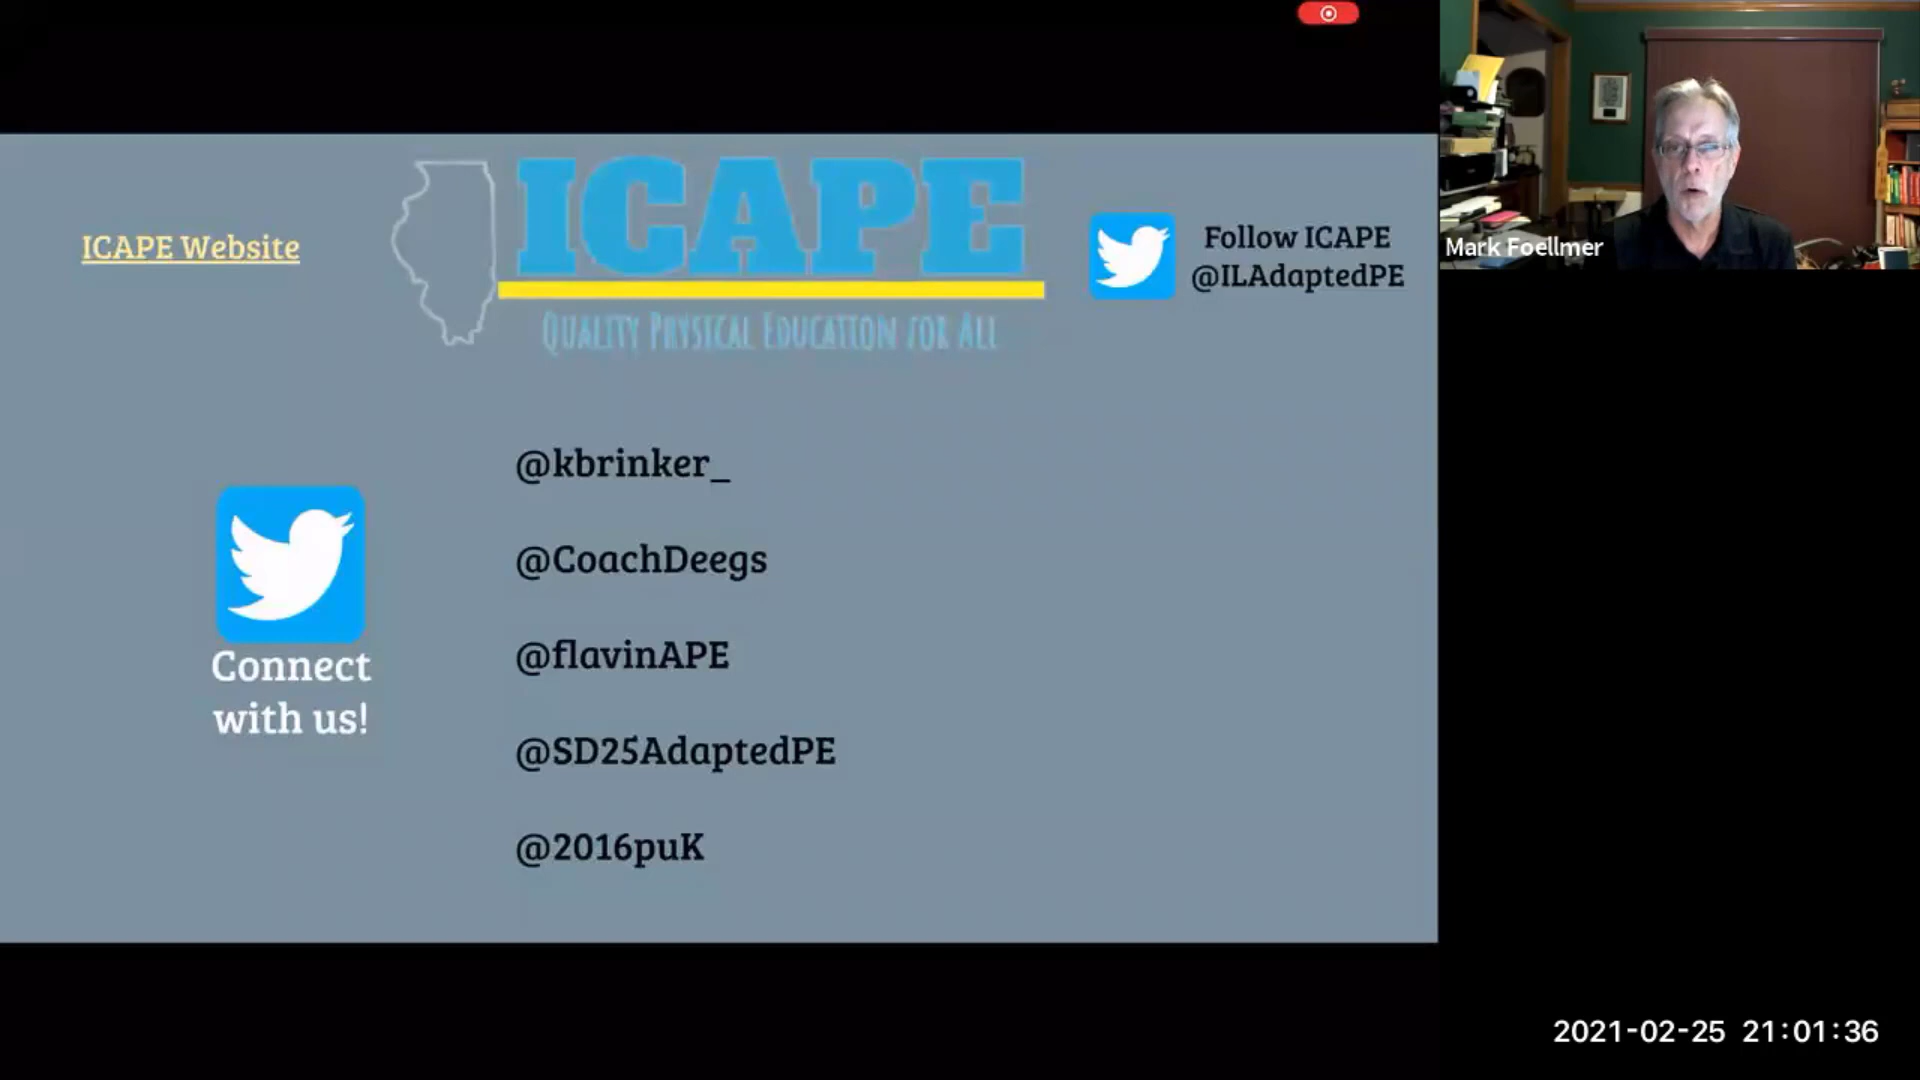 ICAPE Website
ICAPE
QUALITY PHYSICAL EDUCATION FOR ALL
Follow ICAPE
@ILAdaptedPE
Mark Foellmer
@kbrinker_
@CoachDeegs
@flavinAPE
@SD25AdaptedPE
@2016puK
Connect
with us!
2021-02-25 21:01:36